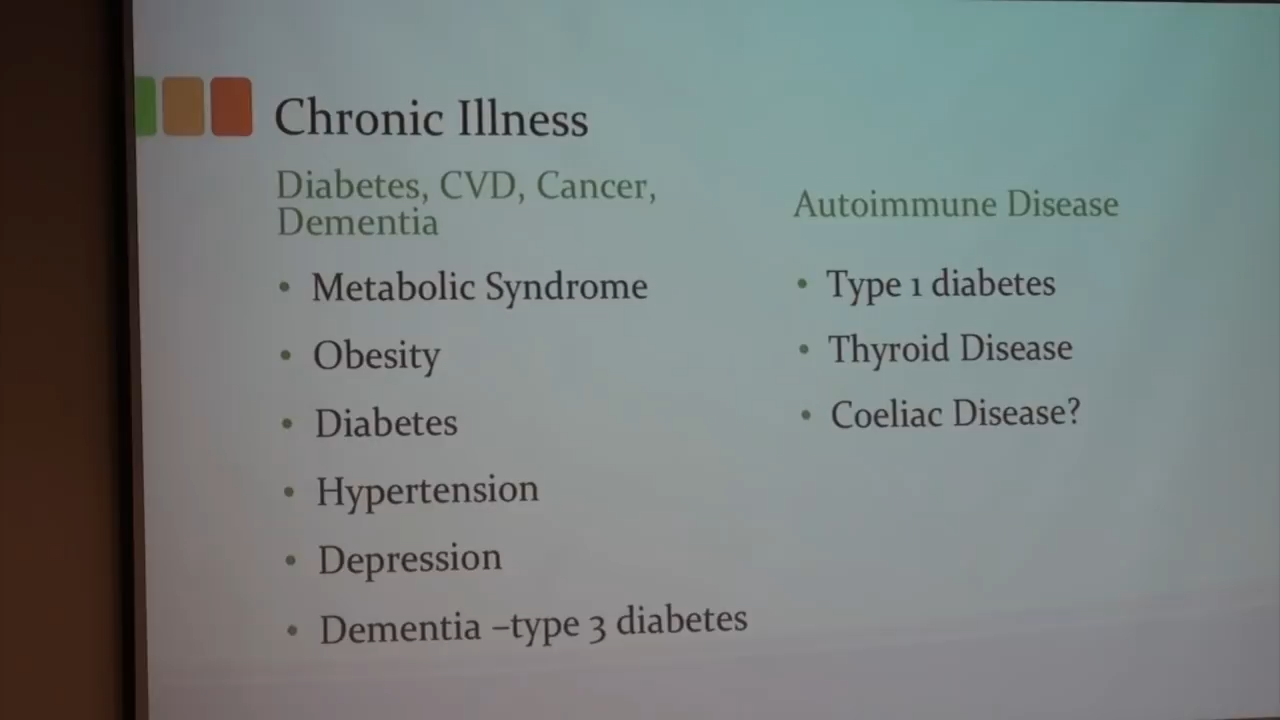 Chronic Illness
Diabetes, CVD, Cancer,
Dementia
• Metabolic Syndrome
• Obesity
• Diabetes
• Hypertension
• Depression
• Dementia –type 3 diabetes
Autoimmune Disease
• Type 1 diabetes
• Thyroid Disease
• Coeliac Disease?